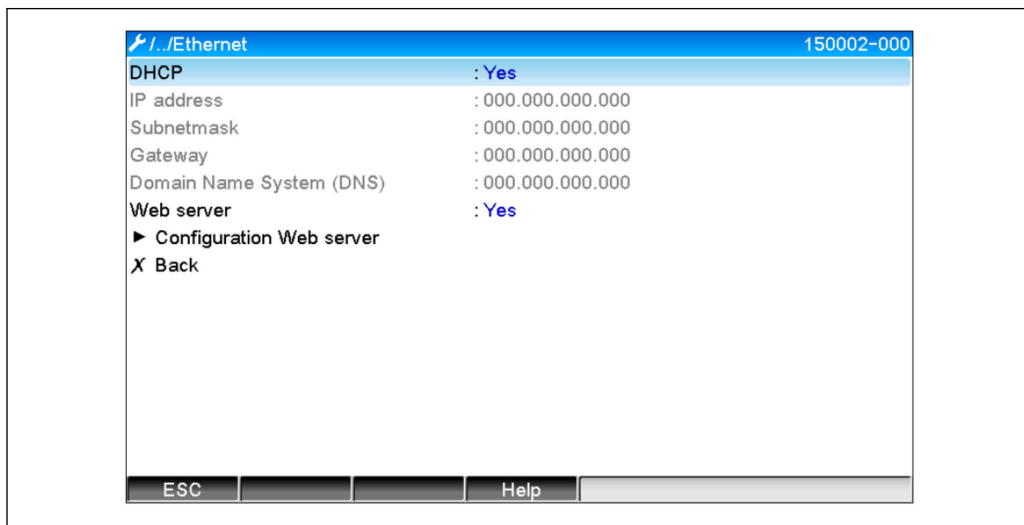 /../Ethernet 150002-000
DHCP : Yes
IP address : 000.000.000.000
Subnetmask : 000.000.000.000
Gateway : 000.000.000.000
Domain Name System (DNS) : 000.000.000.000
Web server : Yes
► Configuration Web server
X Back
ESC Help